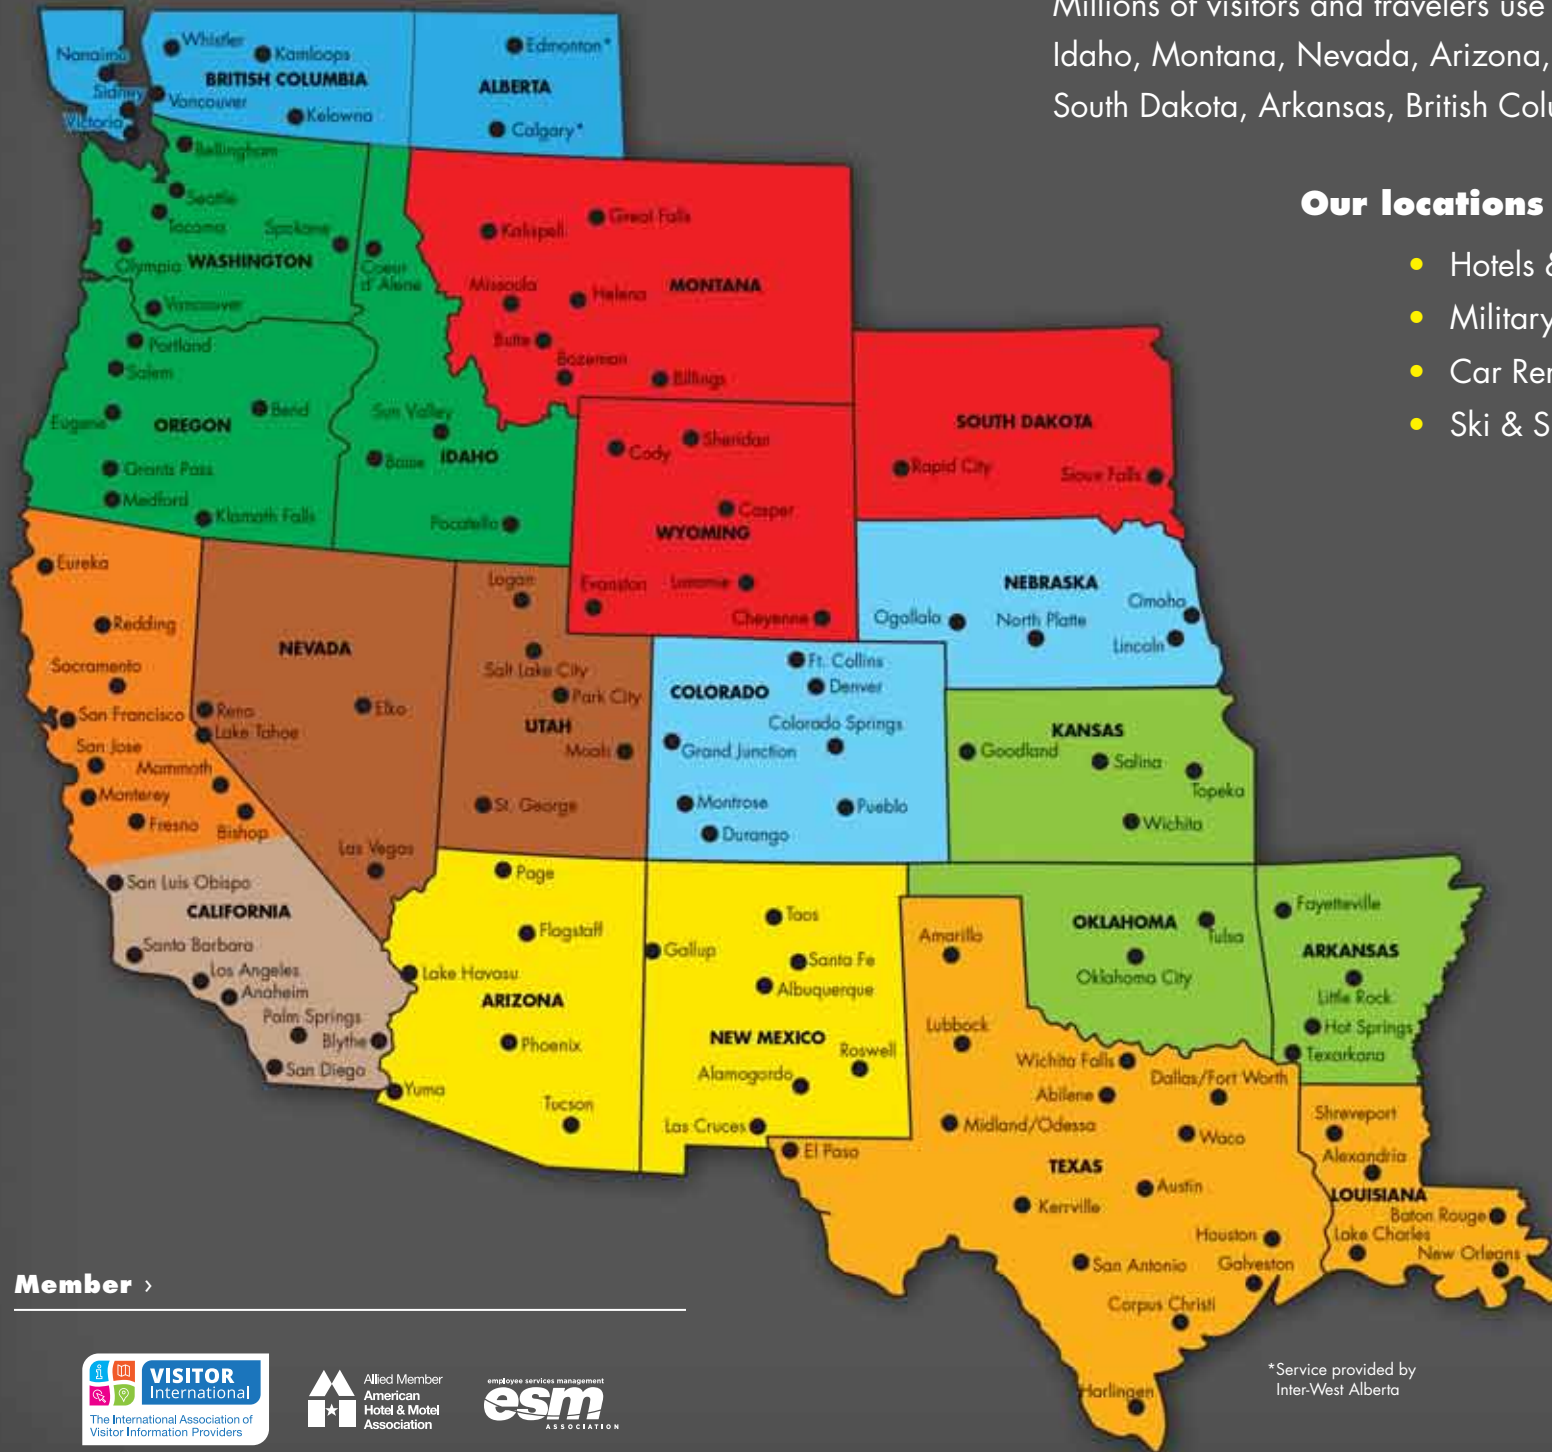 Millions of visitors and travelers use
Idaho, Montana, Nevada, Arizona,
South Dakota, Arkansas, British Colu
Our locations
Hotels &
Military
Car Ren
Ski & S
Nanaimo
Sidney
Victoria
Whistler
Kamloops
BRITISH COLUMBIA
Vancouver
Kelowna
Edmonton*
ALBERTA
Calgary*
Bellingham
Seattle
Tacoma
Spokane
Olympia
WASHINGTON
Vancouver
Coeur
d'Alene
Kalispell
Great Falls
Missoula
Helena
MONTANA
Butte
Bozeman
Billings
Portland
Salem
Eugene
Bend
OREGON
Grants Pass
Medford
Klamath Falls
Sun Valley
Boise
IDAHO
Pocatello
Cody
Sheridan
Casper
WYOMING
Evanston
Laramie
Cheyenne
SOUTH DAKOTA
Rapid City
Sioux Falls
NEBRASKA
Ogallala
North Platte
Omaha
Lincoln
Eureka
Redding
Sacramento
San Francisco
San Jose
Mammoth
Monterey
Fresno
Bishop
NEVADA
Reno
Lake Tahoe
Elko
Las Vegas
Logan
Salt Lake City
Park City
UTAH
Moab
St. George
Ft. Collins
COLORADO
Denver
Colorado Springs
Grand Junction
Montrose
Pueblo
Durango
KANSAS
Goodland
Salina
Topeka
Wichita
San Luis Obispo
CALIFORNIA
Santa Barbara
Los Angeles
Anaheim
Palm Springs
Blythe
San Diego
Page
Flagstaff
Lake Havasu
ARIZONA
Phoenix
Yuma
Tucson
Taos
Gallup
Santa Fe
Albuquerque
NEW MEXICO
Roswell
Alamogordo
Las Cruces
OKLAHOMA
Tulsa
Oklahoma City
Fayetteville
ARKANSAS
Little Rock
Hot Springs
Texarkana
Amarillo
Lubbock
Wichita Falls
Dallas/Fort Worth
Abilene
Midland/Odessa
Waco
El Paso
TEXAS
Austin
Kerrville
Houston
San Antonio
Galveston
Corpus Christi
Harlingen
Shreveport
Alexandria
LOUISIANA
Baton Rouge
Lake Charles
New Orleans
Member ›
VISITOR
International
The International Association of
Visitor Information Providers
Allied Member
American
Hotel & Motel
Association
employee services management
esm
ASSOCIATION
*Service provided by
Inter-West Alberta